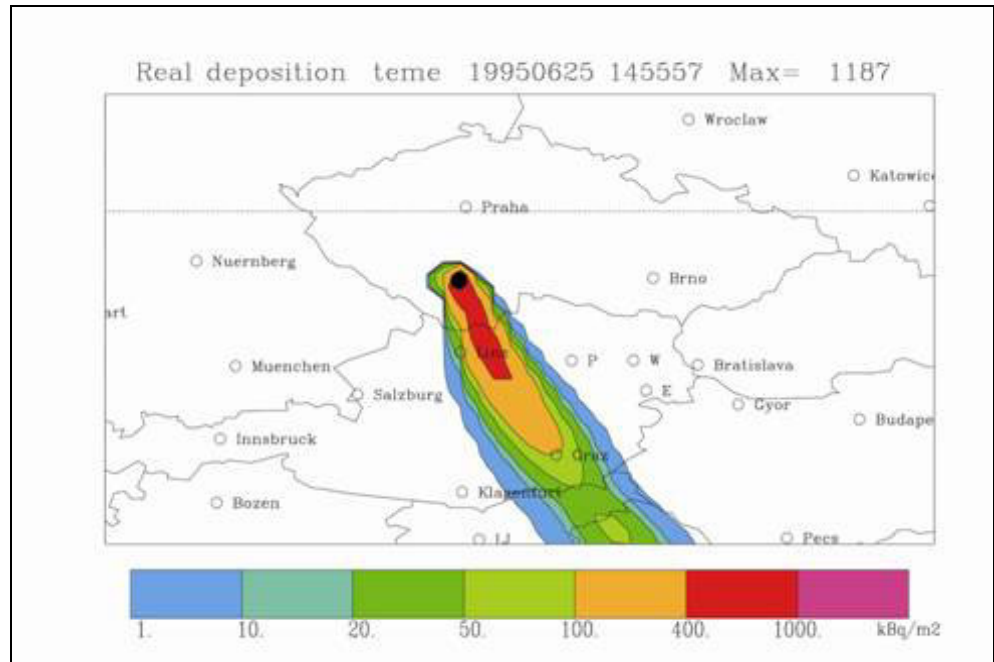 Real deposition teme 19950625 145557 Max= 1187
Wroclaw
Katowic
Praha
Nuernberg
Brno
art
Linz
P
W
Bratislava
Muenchen
Salzburg
E
Gyor
Budape
Innsbruck
Graz
Klagenfurt
Bozen
LJ
Pecs
1. 10. 20. 50. 100. 400. 1000. kBq/m2